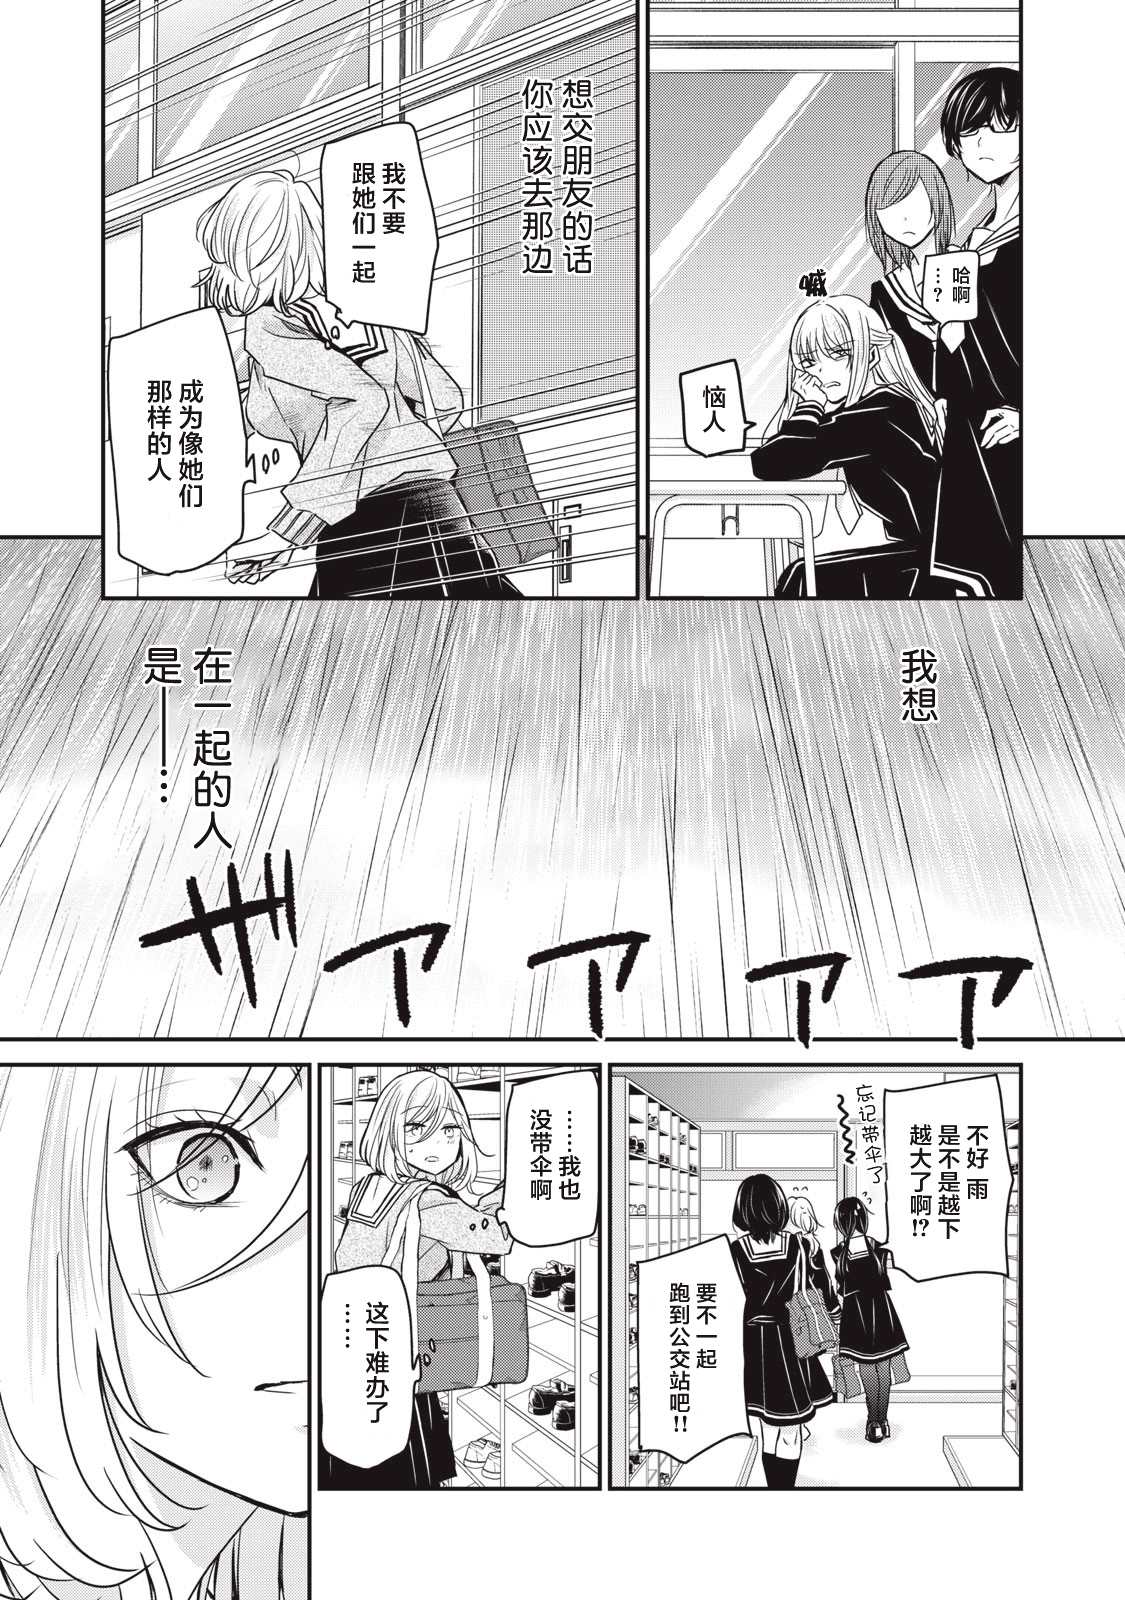 哈啊
…?
嘁
恼
人
想交朋友的话
你应该去那边
我不要
跟她们一起
成为像她们
那样的人
我想
在一起的人
是——…
ザアアアア
不好 雨
是不是越下
越大了啊!?
忘记带伞了
要不一起
跑到公交站吧!!
……我也
没带伞啊
这下难办了
……